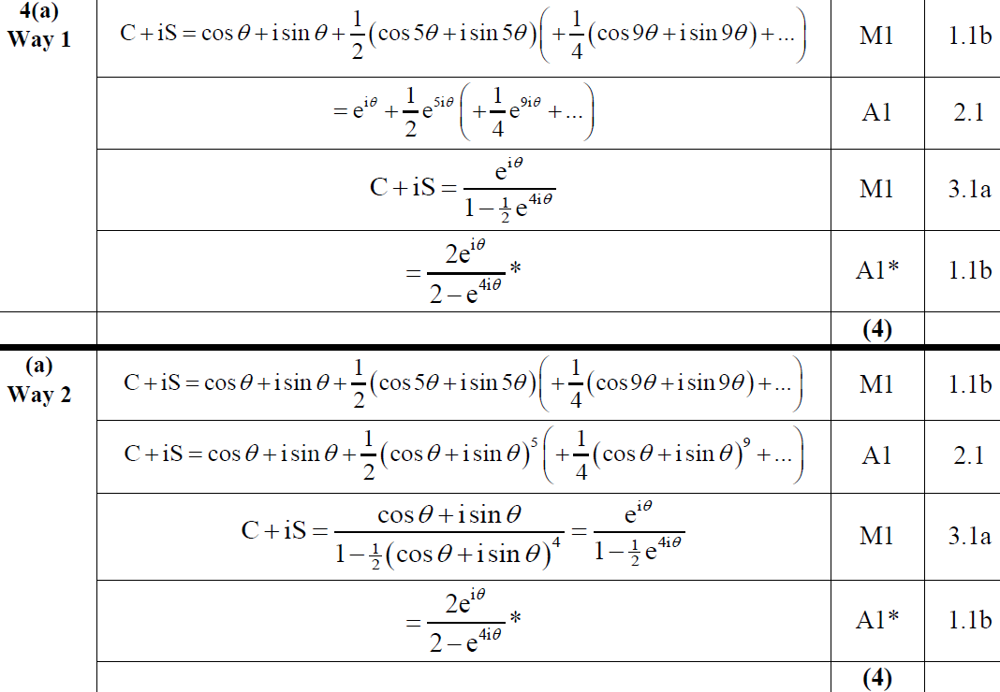 4(a)
Way 1
C + iS = cos θ + i sin θ + 1/2 (cos 5θ + i sin 5θ) ( + 1/4 (cos 9θ + i sin 9θ) + ... )
M1
1.1b
= e^{iθ} + 1/2 e^{5iθ} ( + 1/4 e^{9iθ} + ... )
A1
2.1
C + iS = e^{iθ} / (1 − 1/2 e^{4iθ})
M1
3.1a
= 2e^{iθ} / (2 − e^{4iθ}) *
A1*
1.1b
(4)
(a)
Way 2
C + iS = cos θ + i sin θ + 1/2 (cos 5θ + i sin 5θ) ( + 1/4 (cos 9θ + i sin 9θ) + ... )
M1
1.1b
C + iS = cos θ + i sin θ + 1/2 (cos θ + i sin θ)^5 ( + 1/4 (cos θ + i sin θ)^9 + ... )
A1
2.1
C + iS = (cos θ + i sin θ) / (1 − 1/2 (cos θ + i sin θ)^4) = e^{iθ} / (1 − 1/2 e^{4iθ})
M1
3.1a
= 2e^{iθ} / (2 − e^{4iθ}) *
A1*
1.1b
(4)